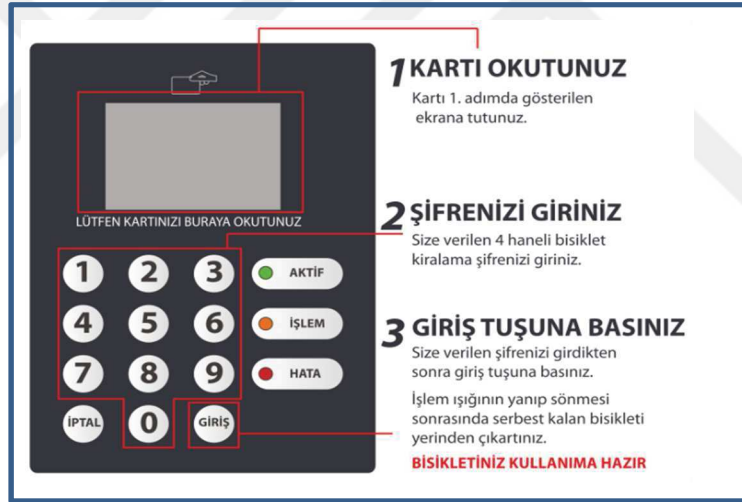 LÜTFEN KARTINIZI BURAYA OKUTUNUZ
1 2 3 AKTİF
4 5 6 İŞLEM
7 8 9 HATA
İPTAL 0 GİRİŞ
1 KARTI OKUTUNUZ
Kartı 1. adımda gösterilen
ekrana tutunuz.
2 ŞİFRENİZİ GİRİNİZ
Size verilen 4 haneli bisiklet
kiralama şifrenizi giriniz.
3 GİRİŞ TUŞUNA BASINIZ
Size verilen şifrenizi girdikten
sonra giriş tuşuna basınız.
İşlem ışığının yanıp sönmesi
sonrasında serbest kalan bisikleti
yerinden çıkartınız.
BİSİKLETİNİZ KULLANIMA HAZIR